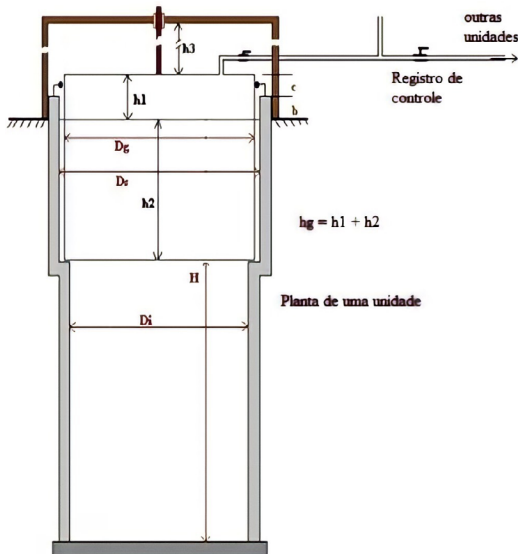 outras
unidades
h3
Registro de
controle
c
h1
b
Dg
Ds
h2
hg = h1 + h2
H
Planta de uma unidade
Di